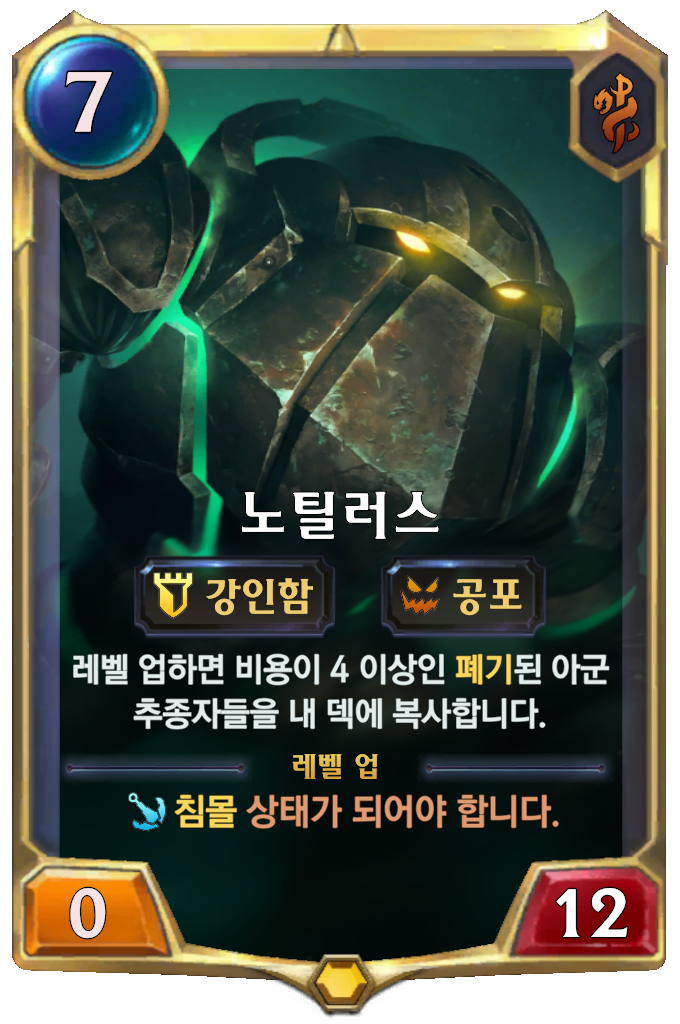 7
노틸러스
강인함 공포
레벨 업하면 비용이 4 이상인 폐기된 아군
추종자들을 내 덱에 복사합니다.
레벨 업
침몰 상태가 되어야 합니다.
0 12